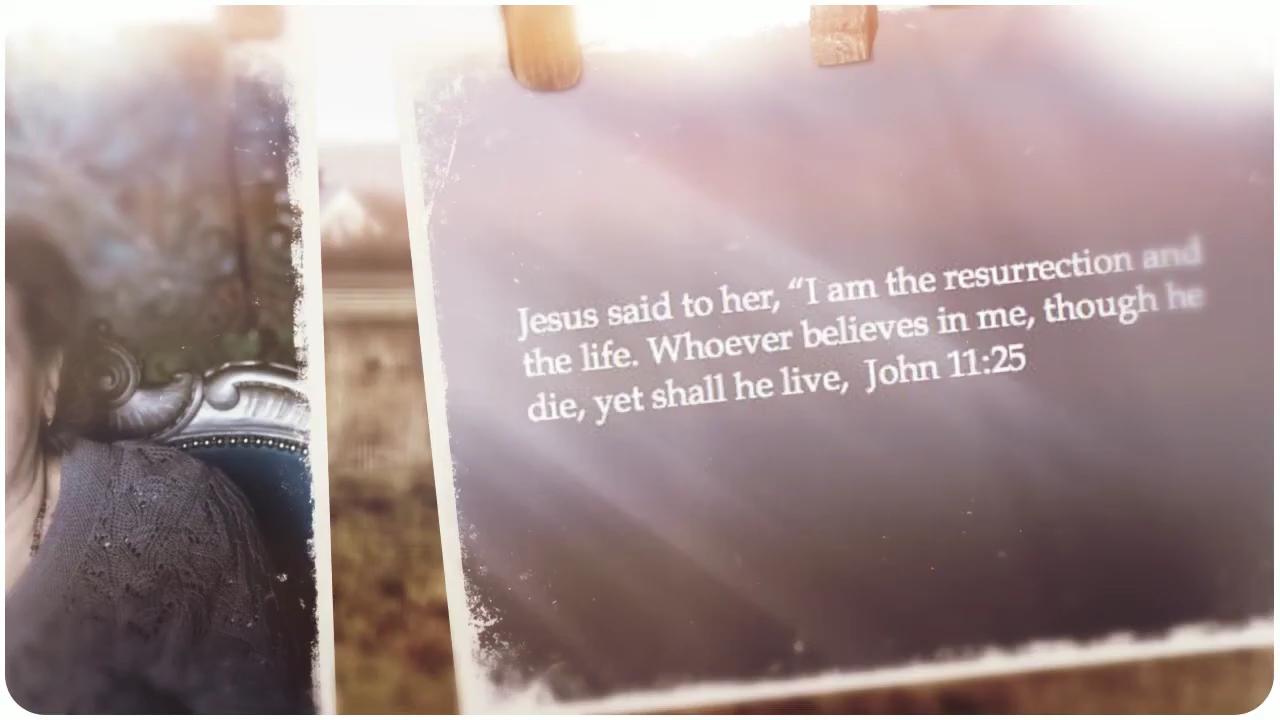 Jesus said to her, “I am the resurrection and
the life. Whoever believes in me, though he
die, yet shall he live,  John 11:25